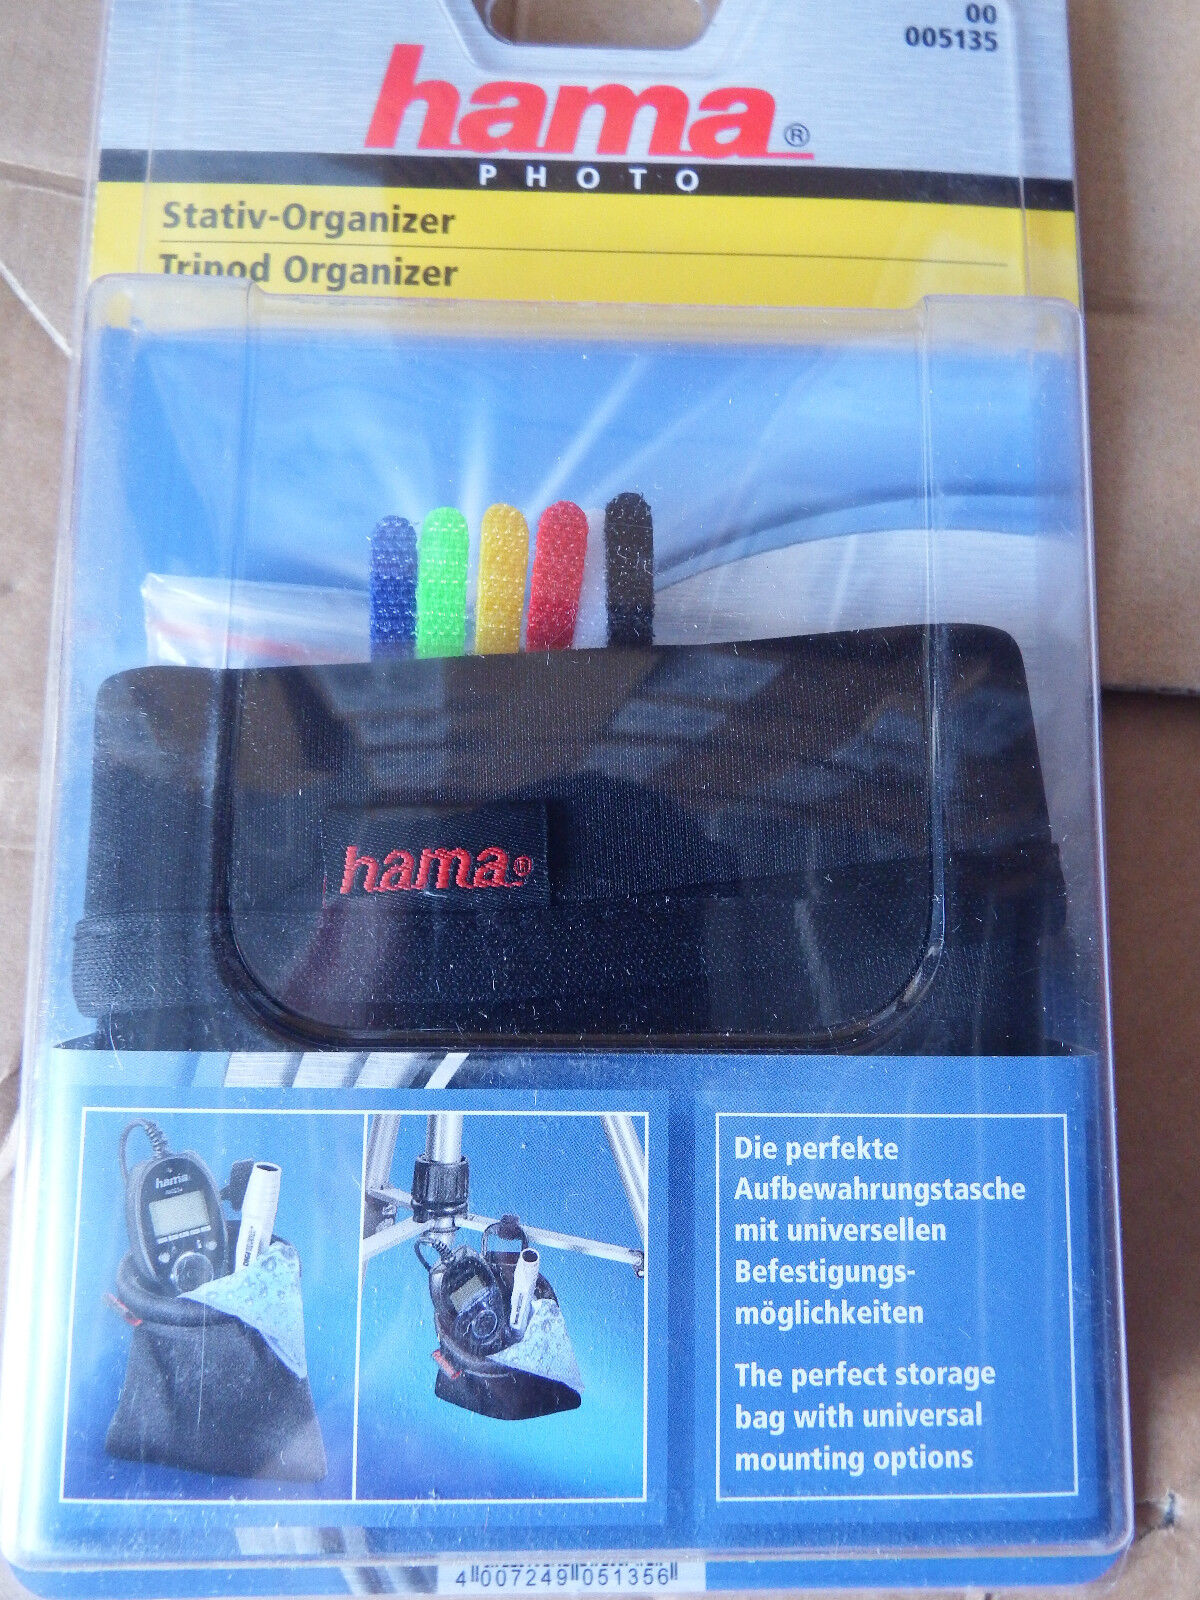 00
005135
hama®
PHOTO
Stativ-Organizer
Tripod Organizer
hama®
hama
Die perfekte
Aufbewahrungstasche
mit universellen
Befestigungs-
möglichkeiten
The perfect storage
bag with universal
mounting options
4 007249 051356